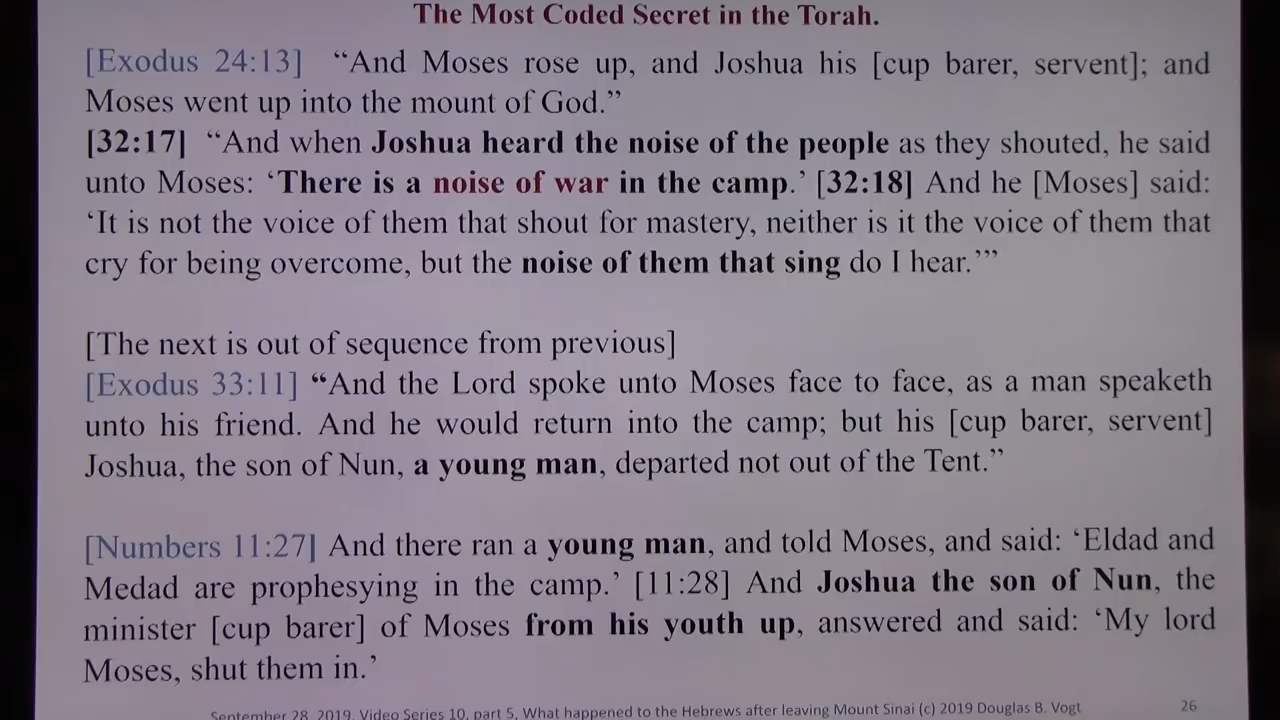 The Most Coded Secret in the Torah.
[Exodus 24:13] “And Moses rose up, and Joshua his [cup barer, servent]; and
Moses went up into the mount of God.”
[32:17] “And when Joshua heard the noise of the people as they shouted, he said
unto Moses: ‘There is a noise of war in the camp.’ [32:18] And he [Moses] said:
‘It is not the voice of them that shout for mastery, neither is it the voice of them that
cry for being overcome, but the noise of them that sing do I hear.’”
[The next is out of sequence from previous]
[Exodus 33:11] “And the Lord spoke unto Moses face to face, as a man speaketh
unto his friend. And he would return into the camp; but his [cup barer, servent]
Joshua, the son of Nun, a young man, departed not out of the Tent.”
[Numbers 11:27] And there ran a young man, and told Moses, and said: ‘Eldad and
Medad are prophesying in the camp.’ [11:28] And Joshua the son of Nun, the
minister [cup barer] of Moses from his youth up, answered and said: ‘My lord
Moses, shut them in.’
September 28, 2019, Video Series 10, part 5, What happened to the Hebrews after leaving Mount Sinai (c) 2019 Douglas B. Vogt 26